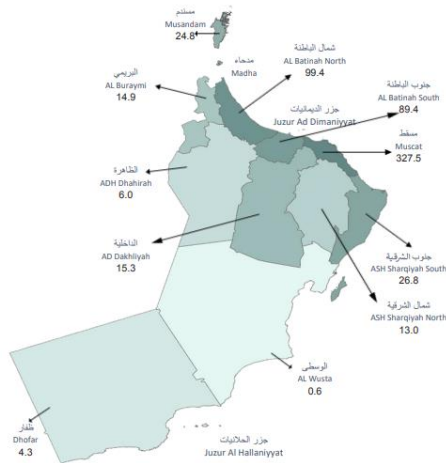 مسندم
Musandam
24.8
مدحاء
Madha
شمال الباطنة
AL Batinah North
99.4
البريمي
AL Buraymi
14.9
جنوب الباطنة
AL Batinah South
89.4
جزر الديمانيات
Juzur Ad Dimaniyyat
مسقط
Muscat
327.5
الظاهرة
ADH Dhahirah
6.0
الداخلية
AD Dakhliyah
15.3
جنوب الشرقية
ASH Sharqiyah South
26.8
شمال الشرقية
ASH Sharqiyah North
13.0
الوسطى
AL Wusta
0.6
ظفار
Dhofar
4.3
جزر الحلانيات
Juzur Al Hallaniyyat